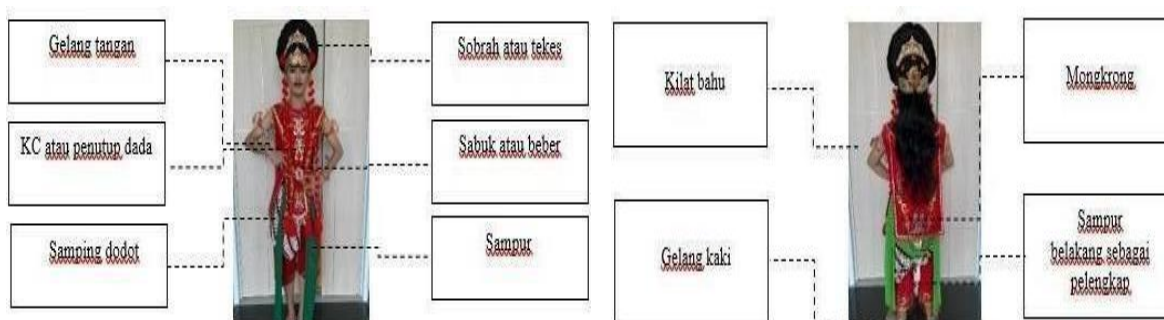 Gelang tangan
KC atau penutup dada
Samping dodot
Sobrah atau tekes
Sabuk atau beber
Sampur
Kilat bahu
Gelang kaki
Mongkrong
Sampur
belakang sebagai
pelengkap